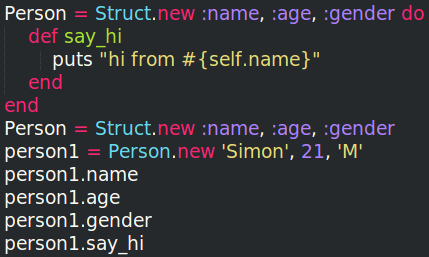 Person = Struct.new :name, :age, :gender do
def say_hi
puts "hi from #{self.name}"
end
end
Person = Struct.new :name, :age, :gender
person1 = Person.new 'Simon', 21, 'M'
person1.name
person1.age
person1.gender
person1.say_hi